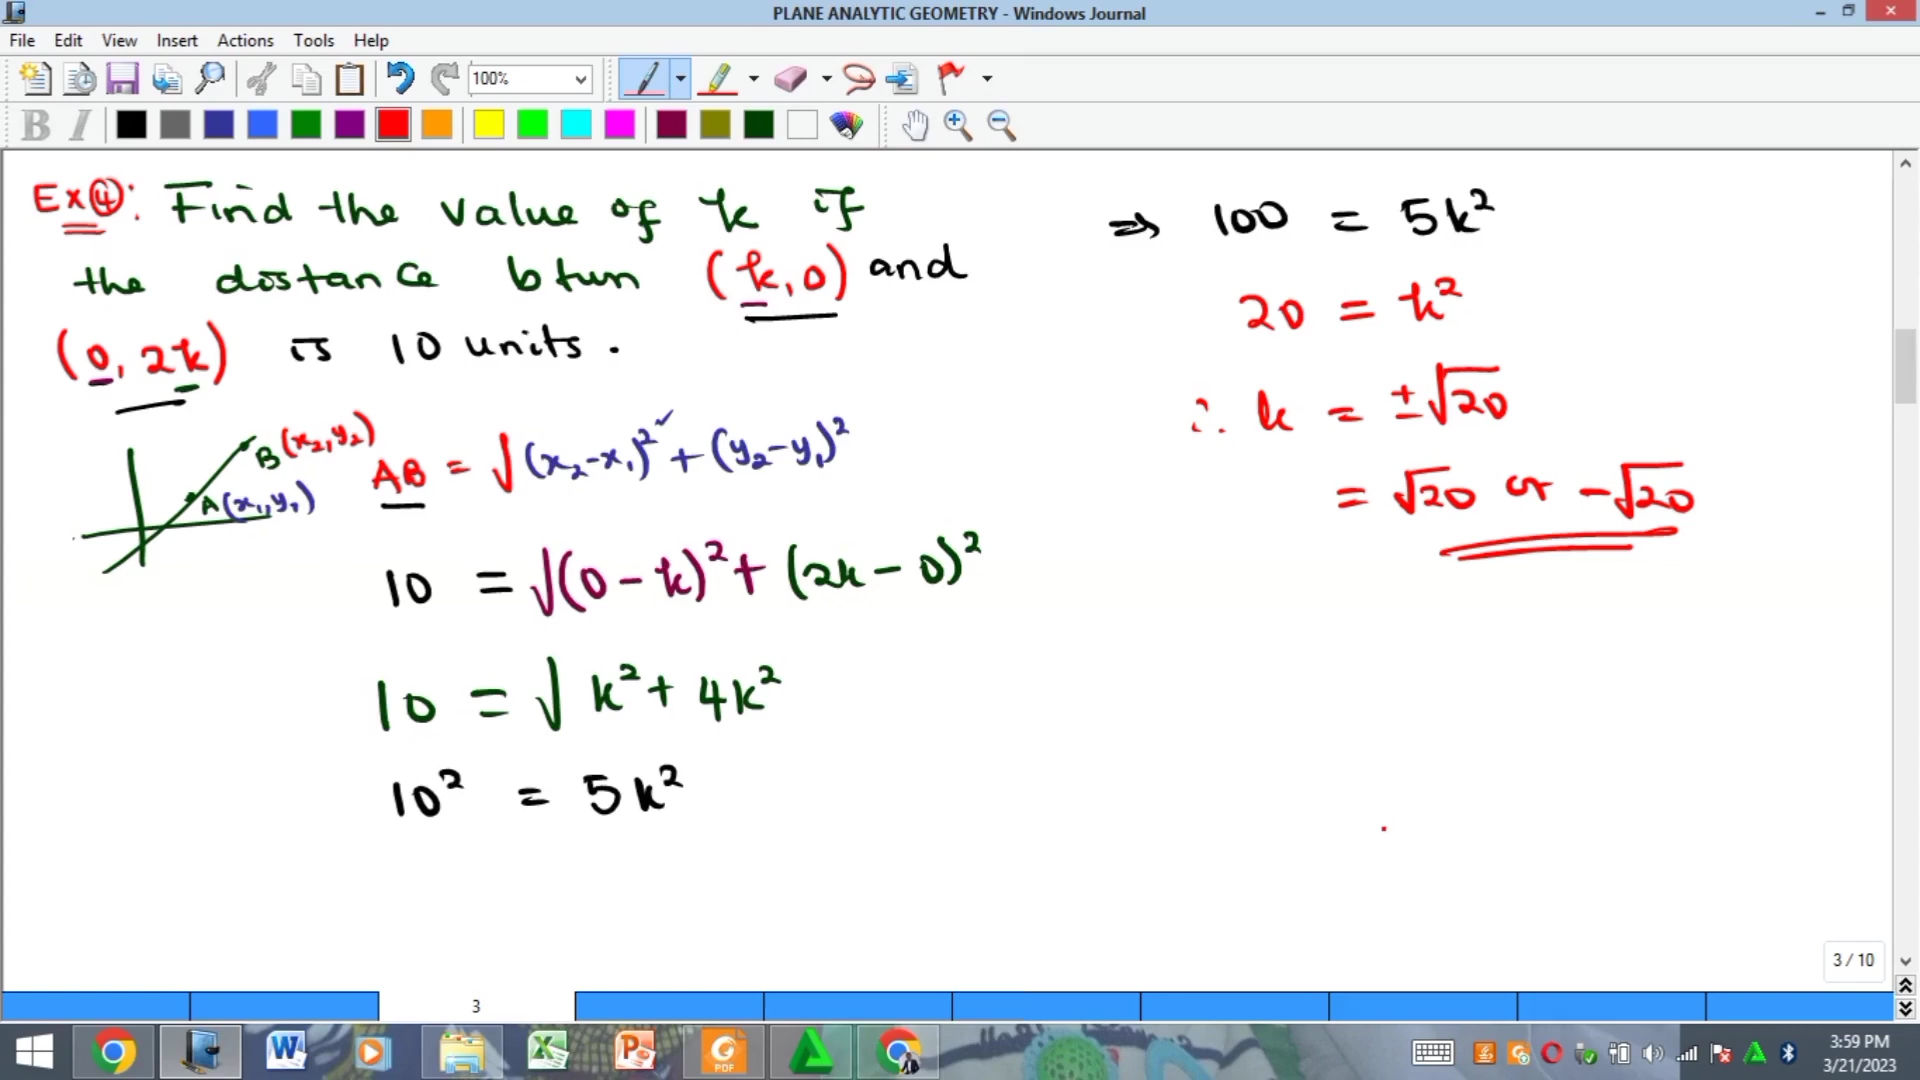 PLANE ANALYTIC GEOMETRY - Windows Journal
File Edit View Insert Actions Tools Help
100%
B I
Ex④: Find the value of k if
the distance btwn (k, 0) and
(0, 2k) is 10 units.
B(x₂, y₂)
A(x₁, y₁)
AB = √(x₂-x₁)² + (y₂-y₁)²
10 = √(0 - k)² + (2k - 0)²
10 = √k² + 4k²
10² = 5k²
⇒ 100 = 5k²
20 = k²
∴ k = ±√20
= √20 or -√20
3 / 10
3
PDF
3:59 PM
3/21/2023